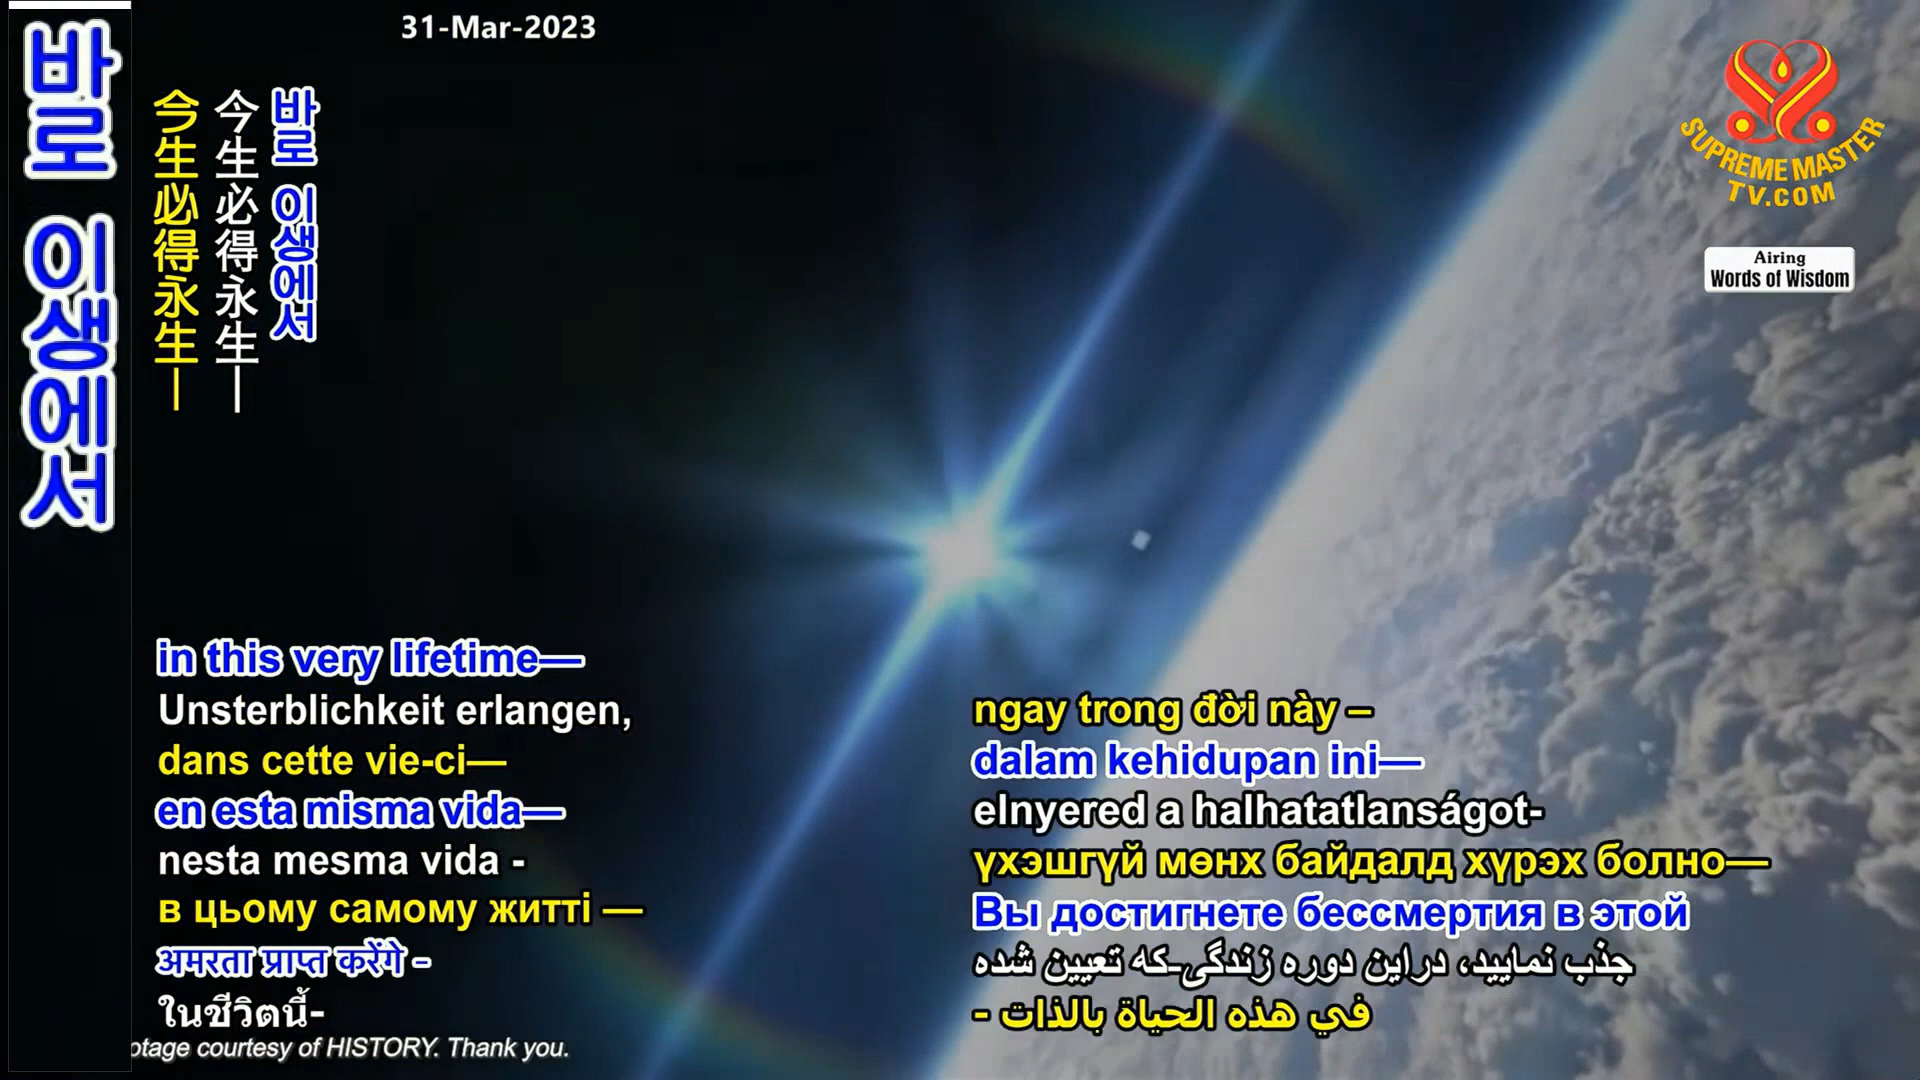 31-Mar-2023
바로 이생에서
今生必得永生—
今生必得永生—
바로 이생에서
SUPREME MASTER
TV.COM
Airing
Words of Wisdom
in this very lifetime—
Unsterblichkeit erlangen,
dans cette vie-ci—
en esta misma vida—
nesta mesma vida -
в цьому самому житті —
अमरता प्राप्त करेंगे -
ในชีวิตนี้-
otage courtesy of HISTORY. Thank you.
ngay trong đời này –
dalam kehidupan ini—
elnyered a halhatatlanságot-
үхэшгүй мөнх байдалд хүрэх болно—
Вы достигнете бессмертия в этой
جذب نمایید، دراین دوره زندگی-که تعیین شده
في هذه الحياة بالذات -